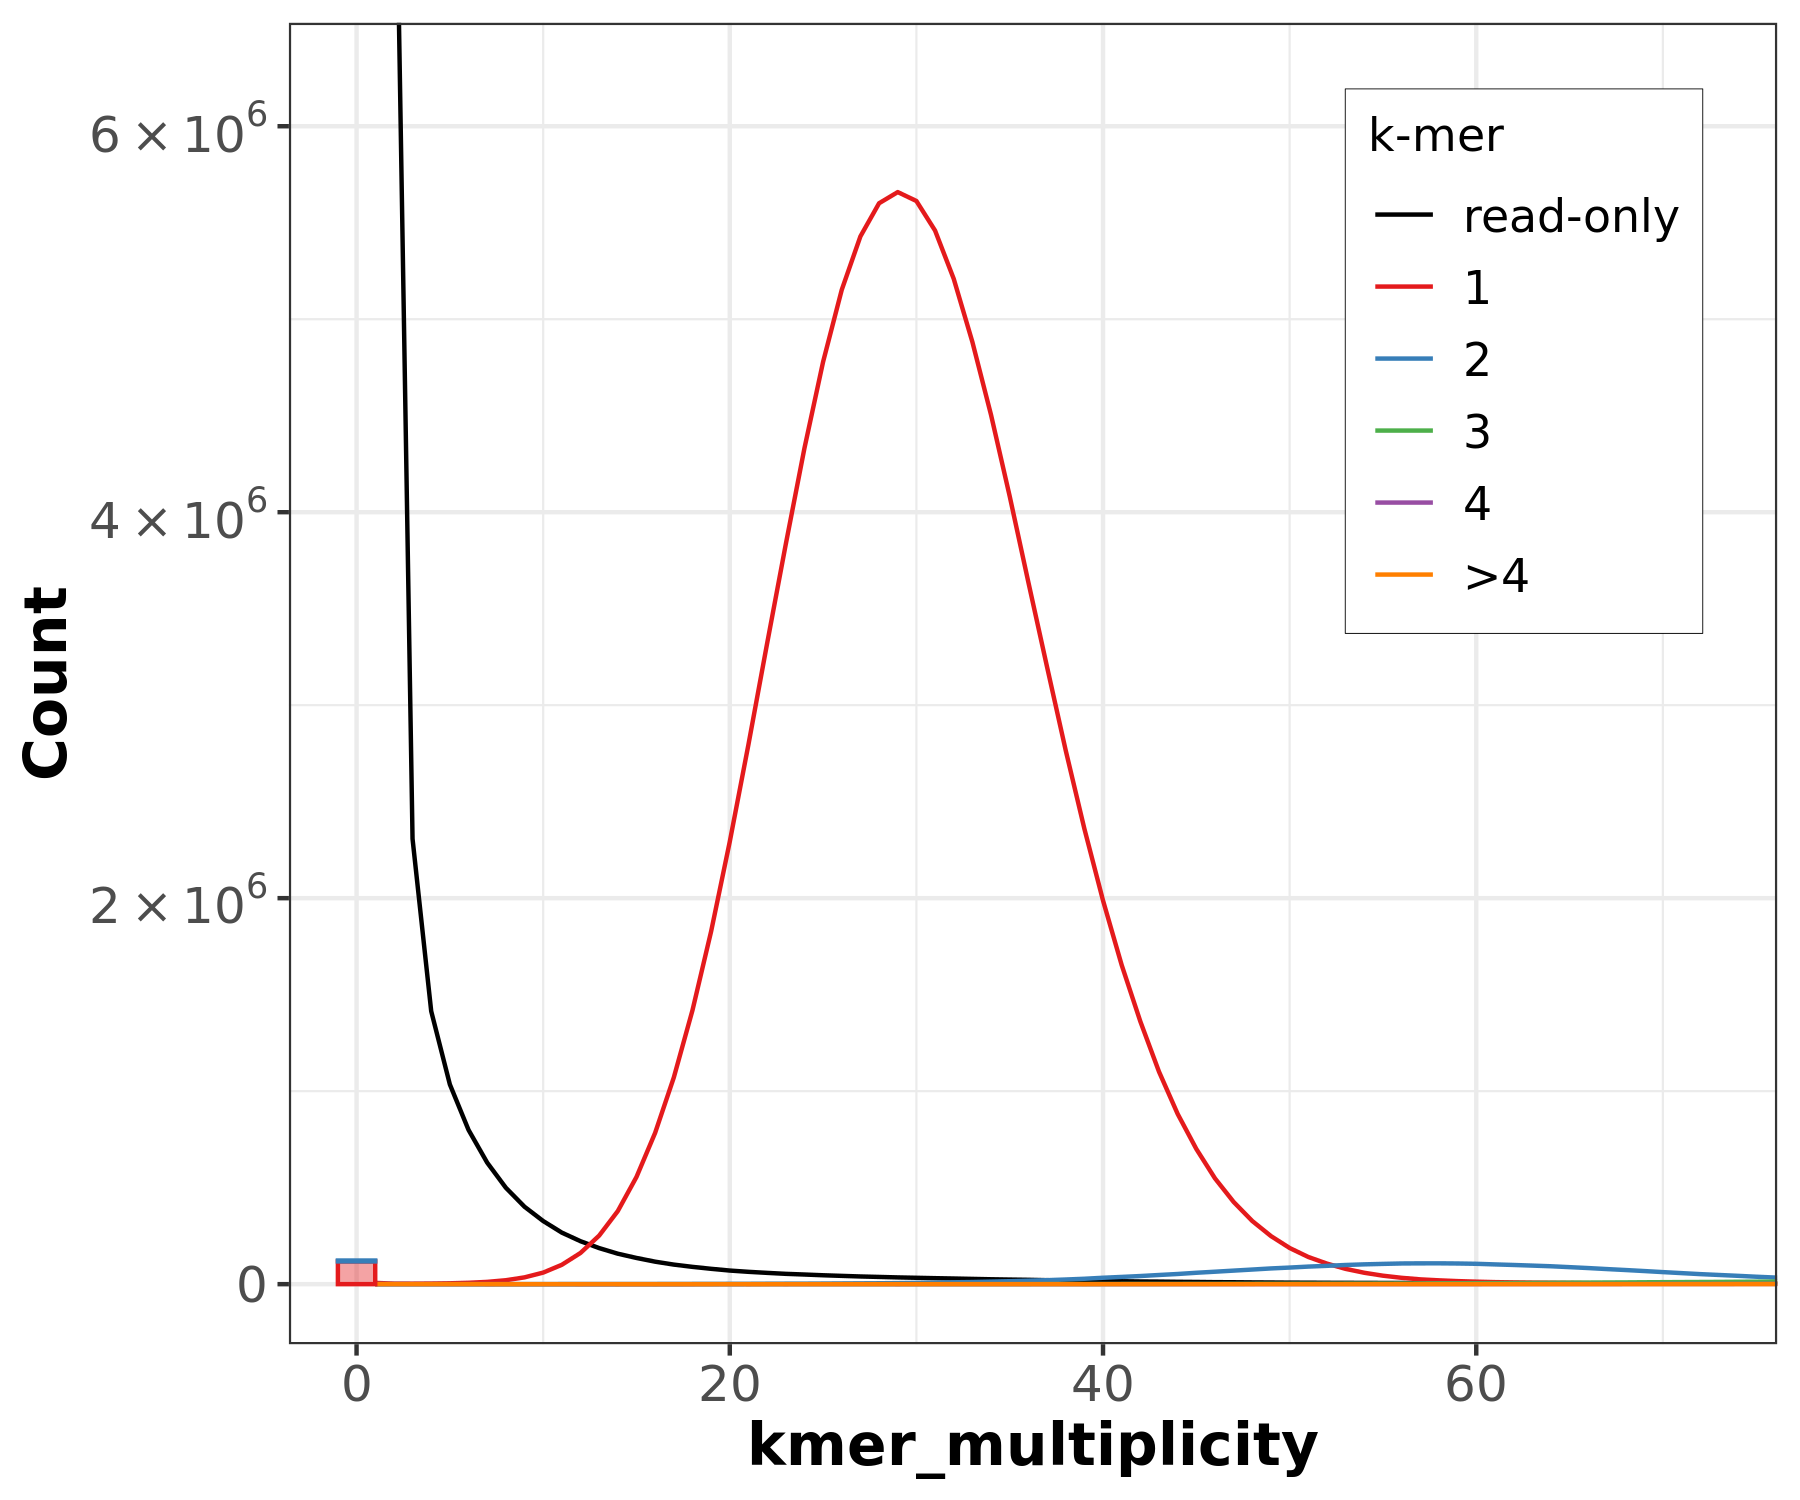 6 × 10⁶
4 × 10⁶
2 × 10⁶
0
Count
0 20 40 60
kmer_multiplicity
k-mer
read-only
1
2
3
4
>4